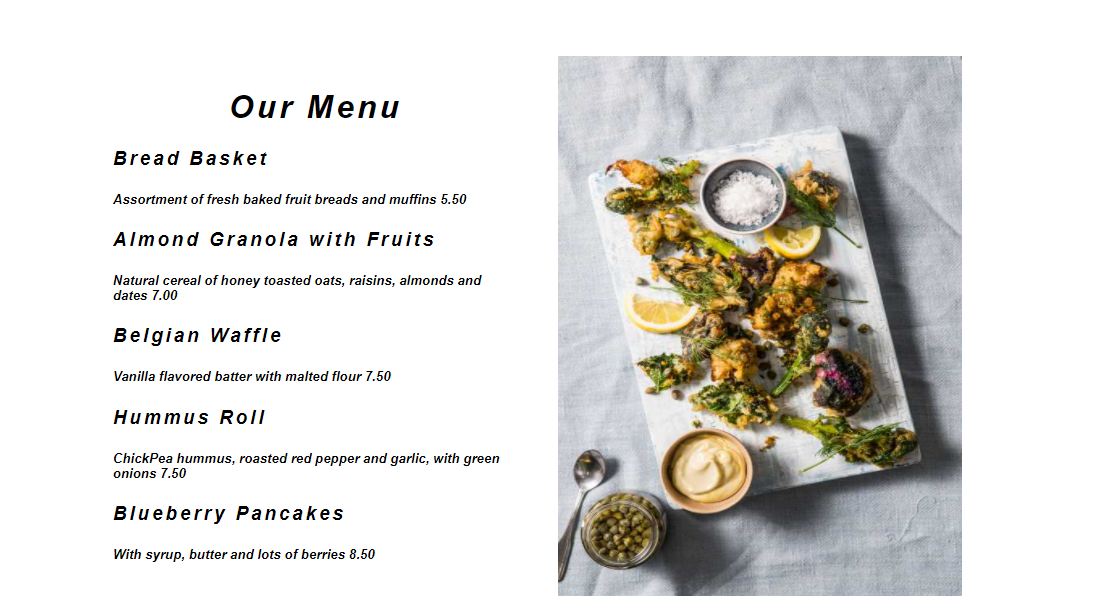 Our Menu
Bread Basket
Assortment of fresh baked fruit breads and muffins 5.50
Almond Granola with Fruits
Natural cereal of honey toasted oats, raisins, almonds and
dates 7.00
Belgian Waffle
Vanilla flavored batter with malted flour 7.50
Hummus Roll
ChickPea hummus, roasted red pepper and garlic, with green
onions 7.50
Blueberry Pancakes
With syrup, butter and lots of berries 8.50